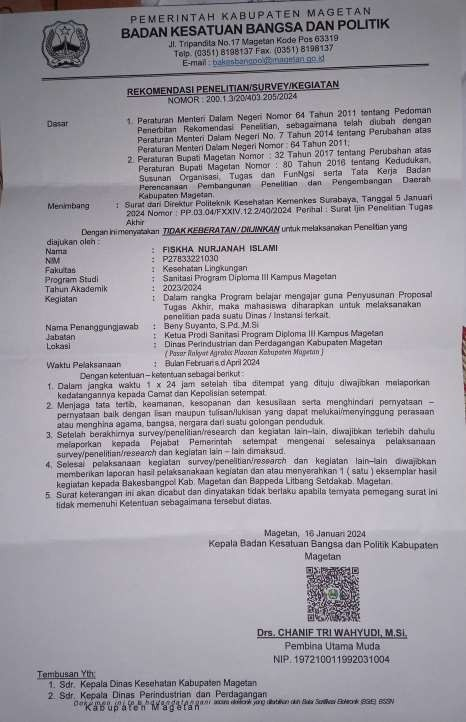 PEMERINTAH KABUPATEN MAGETAN
BADAN KESATUAN BANGSA DAN POLITIK
Jl. Tripandita No.17 Magetan Kode Pos 63319
Telp. (0351) 8198137 Fax. (0351) 8198137
E-mail : bakesbangpol@magetan.go.id
REKOMENDASI PENELITIAN/SURVEY/KEGIATAN
NOMOR : 200.1.3/20/403.205/2024
Dasar
1. Peraturan Menteri Dalam Negeri Nomor 64 Tahun 2011 tentang Pedoman
Penerbitan Rekomendasi Penelitian, sebagaimana telah diubah dengan
Peraturan Menteri Dalam Negeri No. 7 Tahun 2014 tentang Perubahan atas
Peraturan Menteri Dalam Negeri Nomor : 64 Tahun 2011;
2. Peraturan Bupati Magetan Nomor : 32 Tahun 2017 tentang Perubahan atas
Peraturan Bupati Magetan Nomor : 80 Tahun 2016 tentang Kedudukan,
Susunan Organisasi, Tugas dan FunNgsi serta Tata Kerja Badan
Perencanaan Pembangunan Penelitian dan Pengembangan Daerah
Kabupaten Magetan.
Menimbang : Surat dari Direktur Politeknik Kesehatan Kemenkes Surabaya, Tanggal 5 Januari
2024 Nomor : PP.03.04/FXXIV.12.2/40/2024 Perihal : Surat Ijin Penelitian Tugas
Akhir
Dengan ini menyatakan TIDAK KEBERATAN / DIIJINKAN untuk melaksanakan Penelitian yang
diajukan oleh :
Nama : FISKHA NURJANAH ISLAMI
NIM : P27833221030
Fakultas : Kesehatan Lingkungan
Program Studi : Sanitasi Program Diploma III Kampus Magetan
Tahun Akademik : 2023/2024
Kegiatan : Dalam rangka Program belajar mengajar guna Penyusunan Proposal
Tugas Akhir, maka mahasiswa diharapkan untuk melaksanakan
penelitian pada suatu Dinas / Instansi terkait.
Nama Penanggungjawab : Beny Suyanto, S.Pd.,M.Si
Jabatan : Ketua Prodi Sanitasi Program Diploma III Kampus Magetan
Lokasi : Dinas Perindustrian dan Perdagangan Kabupaten Magetan
( Pasar Rakyat Agrobis Plaosan Kabupaten Magetan )
Waktu Pelaksanaan : Bulan Februari s.d April 2024
Dengan ketentuan – ketentuan sebagai berikut :
1. Dalam jangka waktu 1 x 24 jam setelah tiba ditempat yang dituju diwajibkan melaporkan
kedatangannya kepada Camat dan Kepolisian setempat.
2. Menjaga tata tertib, keamanan, kesopanan dan kesusilaan serta menghindari pernyataan –
pernyataan baik dengan lisan maupun tulisan/lukisan yang dapat melukai/menyinggung perasaan
atau menghina agama, bangsa, nergara dari suatu golongan penduduk.
3. Setelah berakhirnya survey/penelitian/research dan kegiatan lain–lain, diwajibkan terlebih dahulu
melaporkan kepada Pejabat Pemerintah setempat mengenai selesainya pelaksanaan
survey/penelitian/research dan kegiatan lain – lain dimaksud.
4. Selesai pelaksanaan kegiatan survey/penelitian/research dan kegiatan lain–lain diwajibkan
memberikan laporan hasil pelaksanakaan kegiatan dan atau menyerahkan 1 ( satu ) eksemplar hasil
kegiatan kepada Bakesbangpol Kab. Magetan dan Bappeda Litbang Setdakab. Magetan.
5. Surat keterangan ini akan dicabut dan dinyatakan tidak berlaku apabila ternyata pemegang surat ini
tidak memenuhi Ketentuan sebagaimana tersebut diatas.
Magetan, 16 Januari 2024
Kepala Badan Kesatuan Bangsa dan Politik Kabupaten
Magetan
Drs. CHANIF TRI WAHYUDI, M.Si.
Pembina Utama Muda
NIP. 197210011992031004
Tembusan Yth:
1. Sdr. Kepala Dinas Kesehatan Kabupaten Magetan
2. Sdr. Kepala Dinas Perindustrian dan Perdagangan
Kabupaten Magetan
Dokumen ini telah ditandatangani secara elektronik yang diterbitkan oleh Balai Sertifikasi Elektronik (BSrE), BSSN